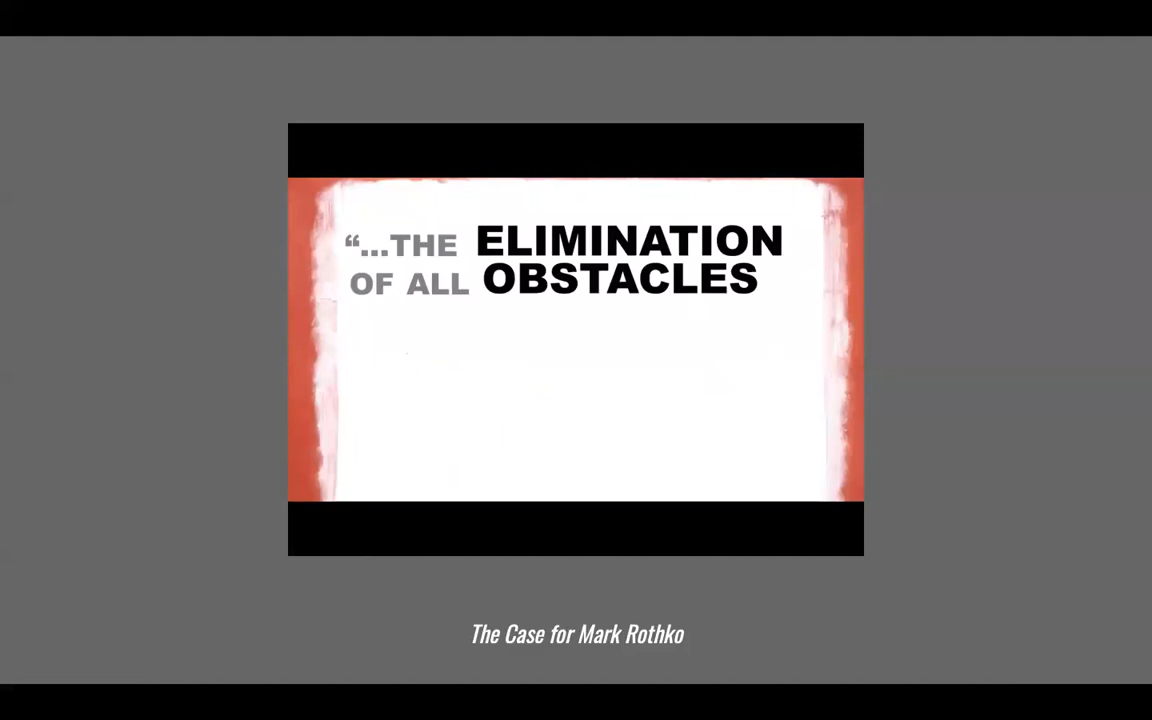 “...THE ELIMINATION
OF ALL OBSTACLES
The Case for Mark Rothko